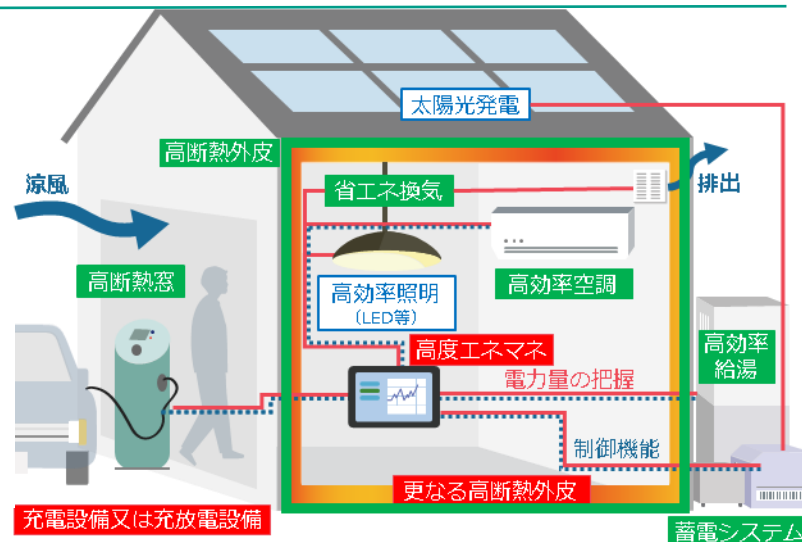 太陽光発電
高断熱外皮
涼風
省エネ換気
排出
高断熱窓
高効率空調
高効率照明
(LED等)
高度エネマネ
高効率
給湯
電力量の把握
制御機能
更なる高断熱外皮
充電設備又は充放電設備
蓄電システム